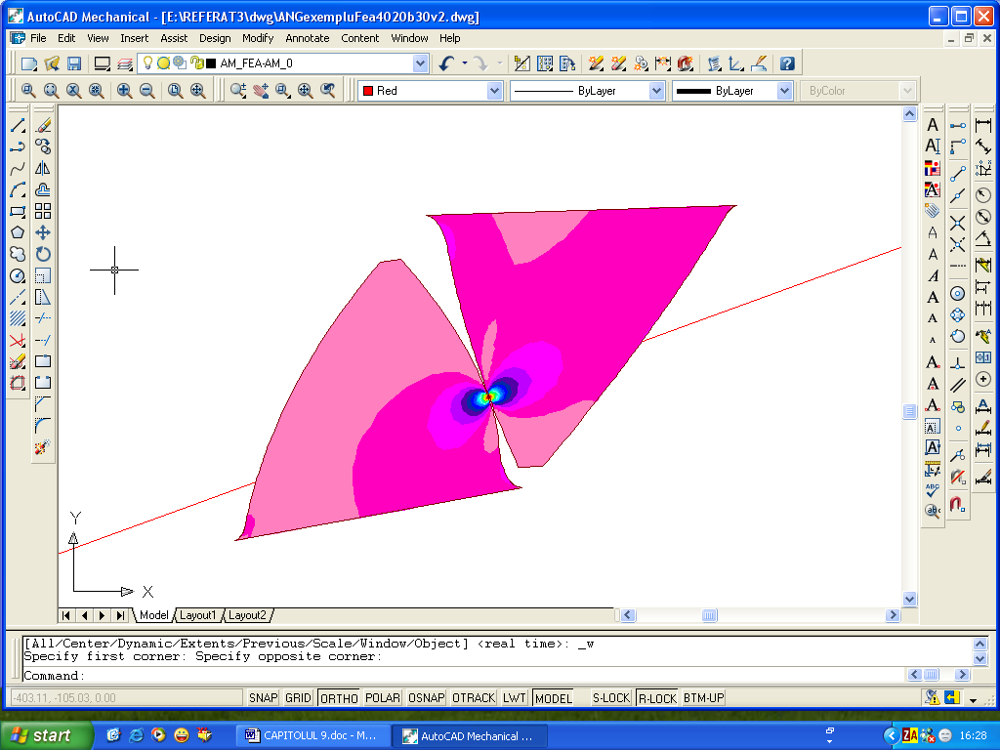 AutoCAD Mechanical - [E:\REFERAT3\dwg\ANGexempluFea4020b30v2.dwg]
File Edit View Insert Assist Design Modify Annotate Content Window Help
AM_FEA-AM_0
Red ByLayer ByLayer ByColor
Y
X
Model Layout1 Layout2
[All/Center/Dynamic/Extents/Previous/Scale/Window/Object] <real time>: _w
Specify first corner: Specify opposite corner:
Command:
-403.11, -105.03, 0.00 SNAP GRID ORTHO POLAR OSNAP OTRACK LWT MODEL S-LOCK R-LOCK BTM-UP
start CAPITOLUL 9.doc - M... AutoCAD Mechanical ... ZA 16:28